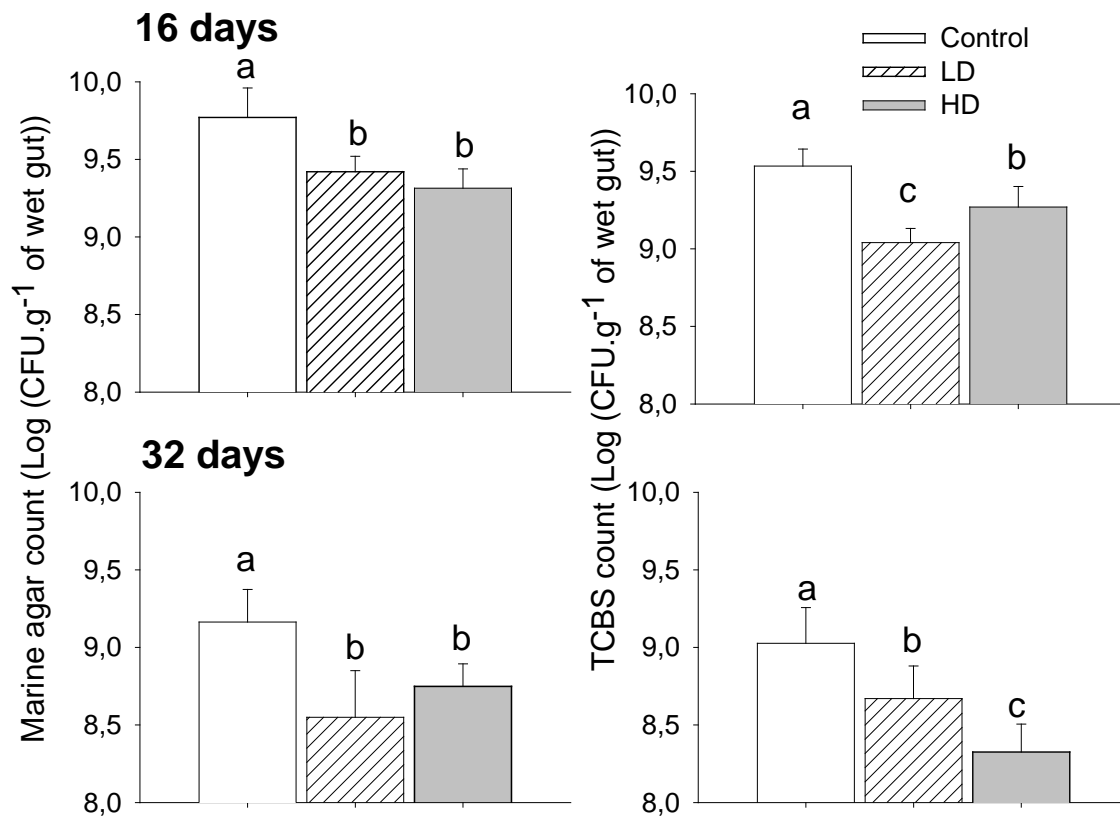 16 days
Control
LD
HD
Marine agar count (Log (CFU.g-1 of wet gut))
10,0
9,5
9,0
8,5
8,0
a
b
b
TCBS count (Log (CFU.g-1 of wet gut))
10,0
9,5
9,0
8,5
8,0
a
c
b
32 days
10,0
9,5
9,0
8,5
8,0
a
b
b
10,0
9,5
9,0
8,5
8,0
a
b
c